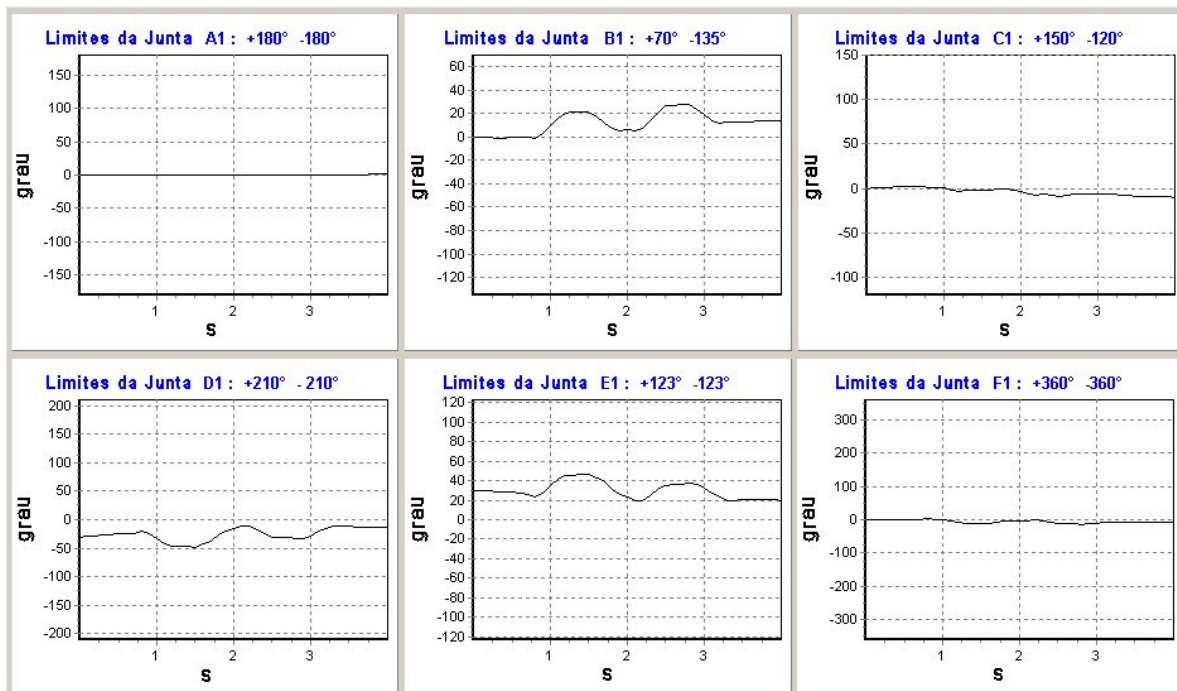 Limites da Junta A1 : +180° -180°
150
100
50
0
-50
-100
-150
grau
1 2 3
s
Limites da Junta B1 : +70° -135°
60
40
20
0
-20
-40
-60
-80
-100
-120
grau
1 2 3
s
Limites da Junta C1 : +150° -120°
150
100
50
0
-50
-100
grau
1 2 3
s
Limites da Junta D1 : +210° - 210°
200
150
100
50
0
-50
-100
-150
-200
grau
1 2 3
s
Limites da Junta E1 : +123° -123°
120
100
80
60
40
20
0
-20
-40
-60
-80
-100
-120
grau
1 2 3
s
Limites da Junta F1 : +360° -360°
300
200
100
0
-100
-200
-300
grau
1 2 3
s